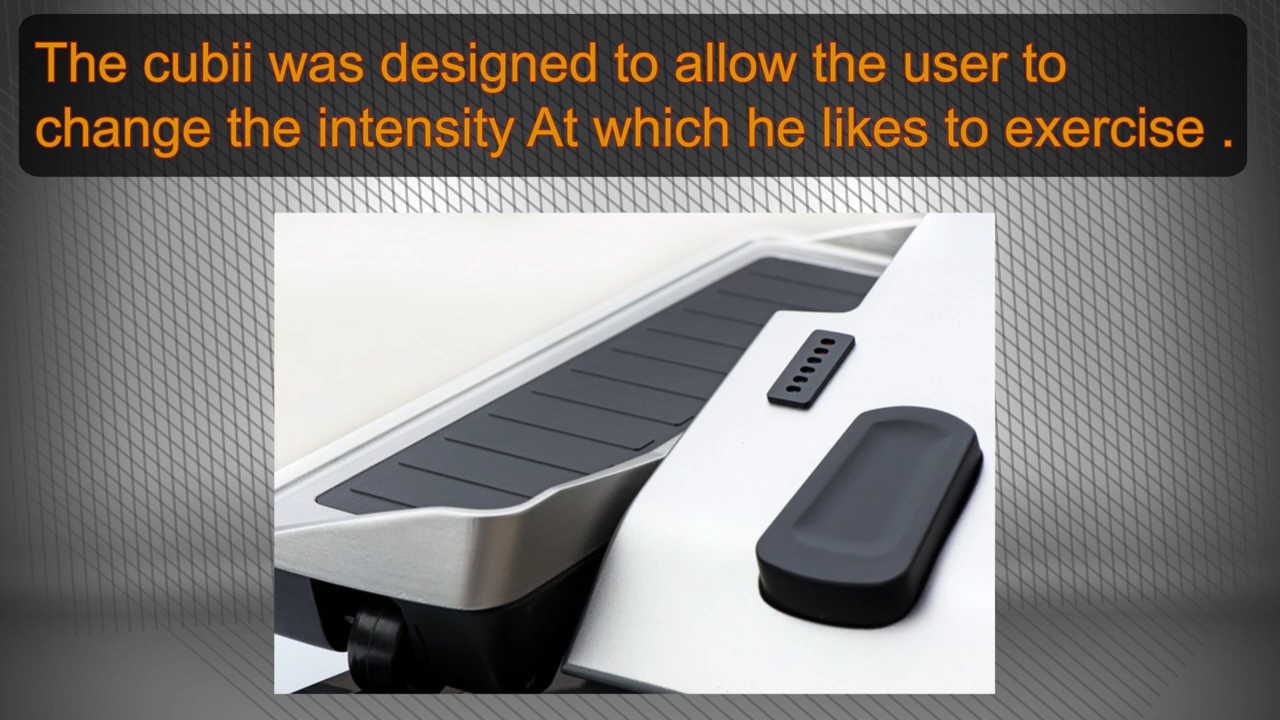 The cubii was designed to allow the user to
change the intensity At which he likes to exercise .